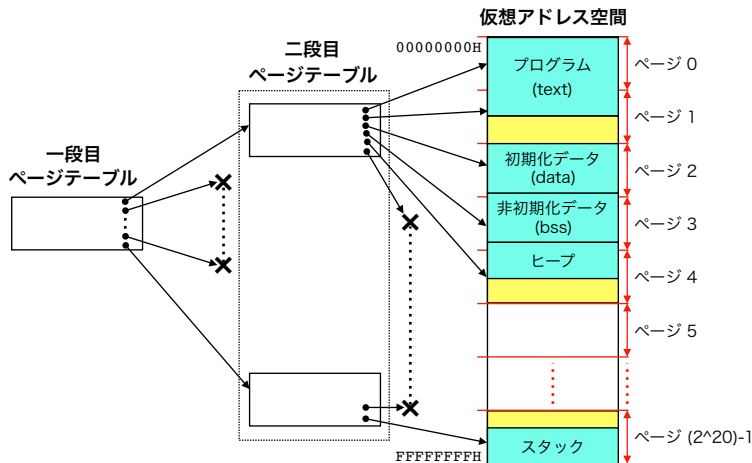 仮想アドレス空間
00000000H
二段目
ページテーブル
プログラム
(text)
ページ 0
ページ 1
一段目
ページテーブル
初期化データ
(data)
ページ 2
非初期化データ
(bss)
ページ 3
ヒープ
ページ 4
ページ 5
スタック
ページ (2^20)-1
FFFFFFFFH